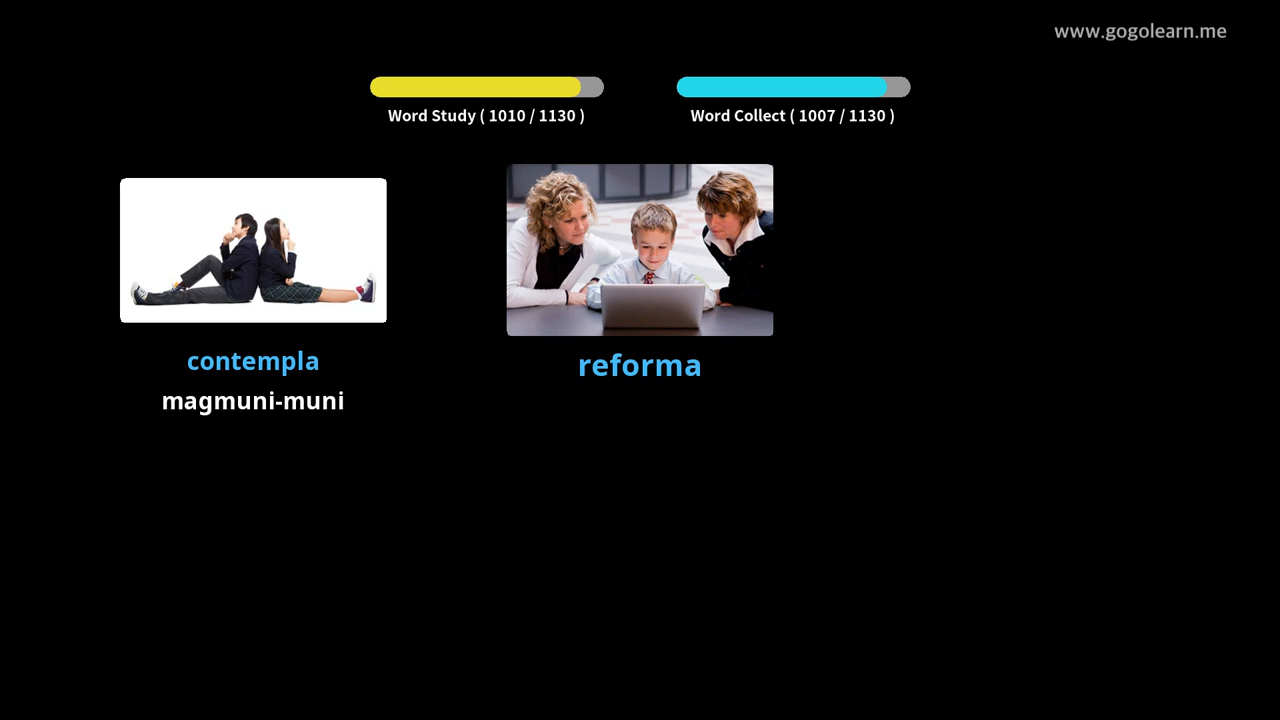 www.gogolearn.me
Word Study ( 1010 / 1130 )
Word Collect ( 1007 / 1130 )
contempla
magmuni-muni
reforma